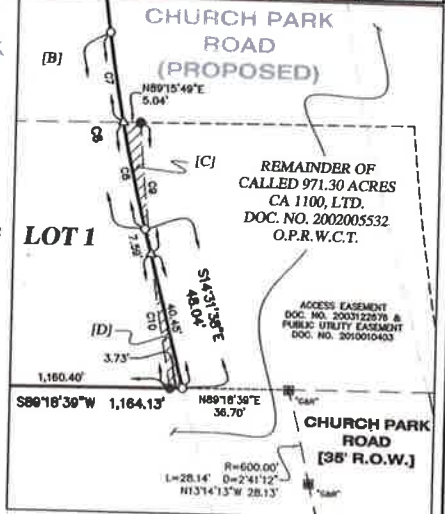 CHURCH PARK
ROAD
(PROPOSED)
[B]
C7
N89°15'49"E
5.04'
[C]
C8
C9
REMAINDER OF
CALLED 971.30 ACRES
CA 1100, LTD.
DOC. NO. 2002005532
O.P.R.W.C.T.
LOT 1
7.59'
S14°31'38"E
48.04'
40.45'
C10
[D]
3.73'
ACCESS EASEMENT
DOC. NO. 2003122678 &
PUBLIC UTILITY EASEMENT
DOC. NO. 2010010403
1,160.40'
S89°18'39"W 1,164.13'
N89°18'39"E
36.70'
"G&R"
CHURCH PARK
ROAD
[35' R.O.W.]
R=600.00'
L=28.14' D=2°41'12"
N13°14'13"W 28.13'
"G&R"